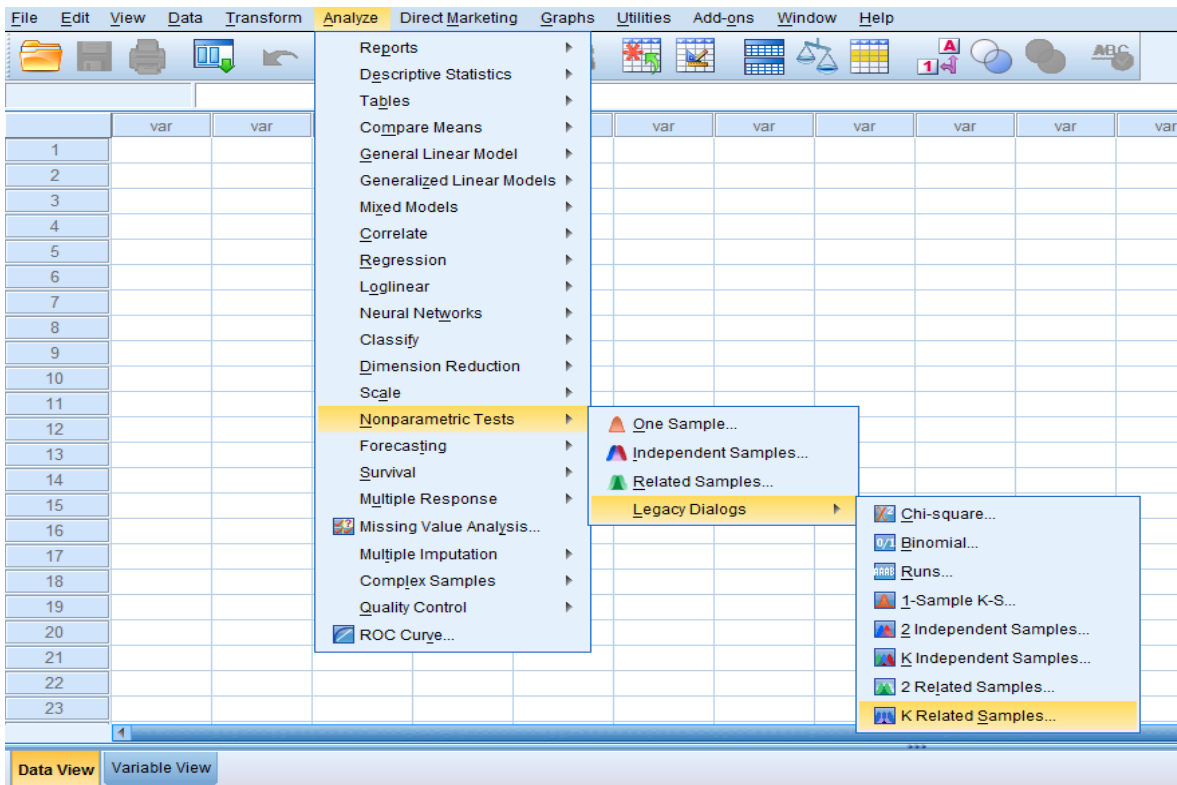 File Edit View Data Transform Analyze Direct Marketing Graphs Utilities Add-ons Window Help
A
1
ABC
var var var var var var var var
1
2
3
4
5
6
7
8
9
10
11
12
13
14
15
16
17
18
19
20
21
22
23
Reports
Descriptive Statistics
Tables
Compare Means
General Linear Model
Generalized Linear Models
Mixed Models
Correlate
Regression
Loglinear
Neural Networks
Classify
Dimension Reduction
Scale
Nonparametric Tests
Forecasting
Survival
Multiple Response
Missing Value Analysis...
Multiple Imputation
Complex Samples
Quality Control
ROC Curve...
One Sample...
Independent Samples...
Related Samples...
Legacy Dialogs
Chi-square...
0/1 Binomial...
AAAB Runs...
1-Sample K-S...
2 Independent Samples...
K Independent Samples...
2 Related Samples...
K Related Samples...
Data View Variable View